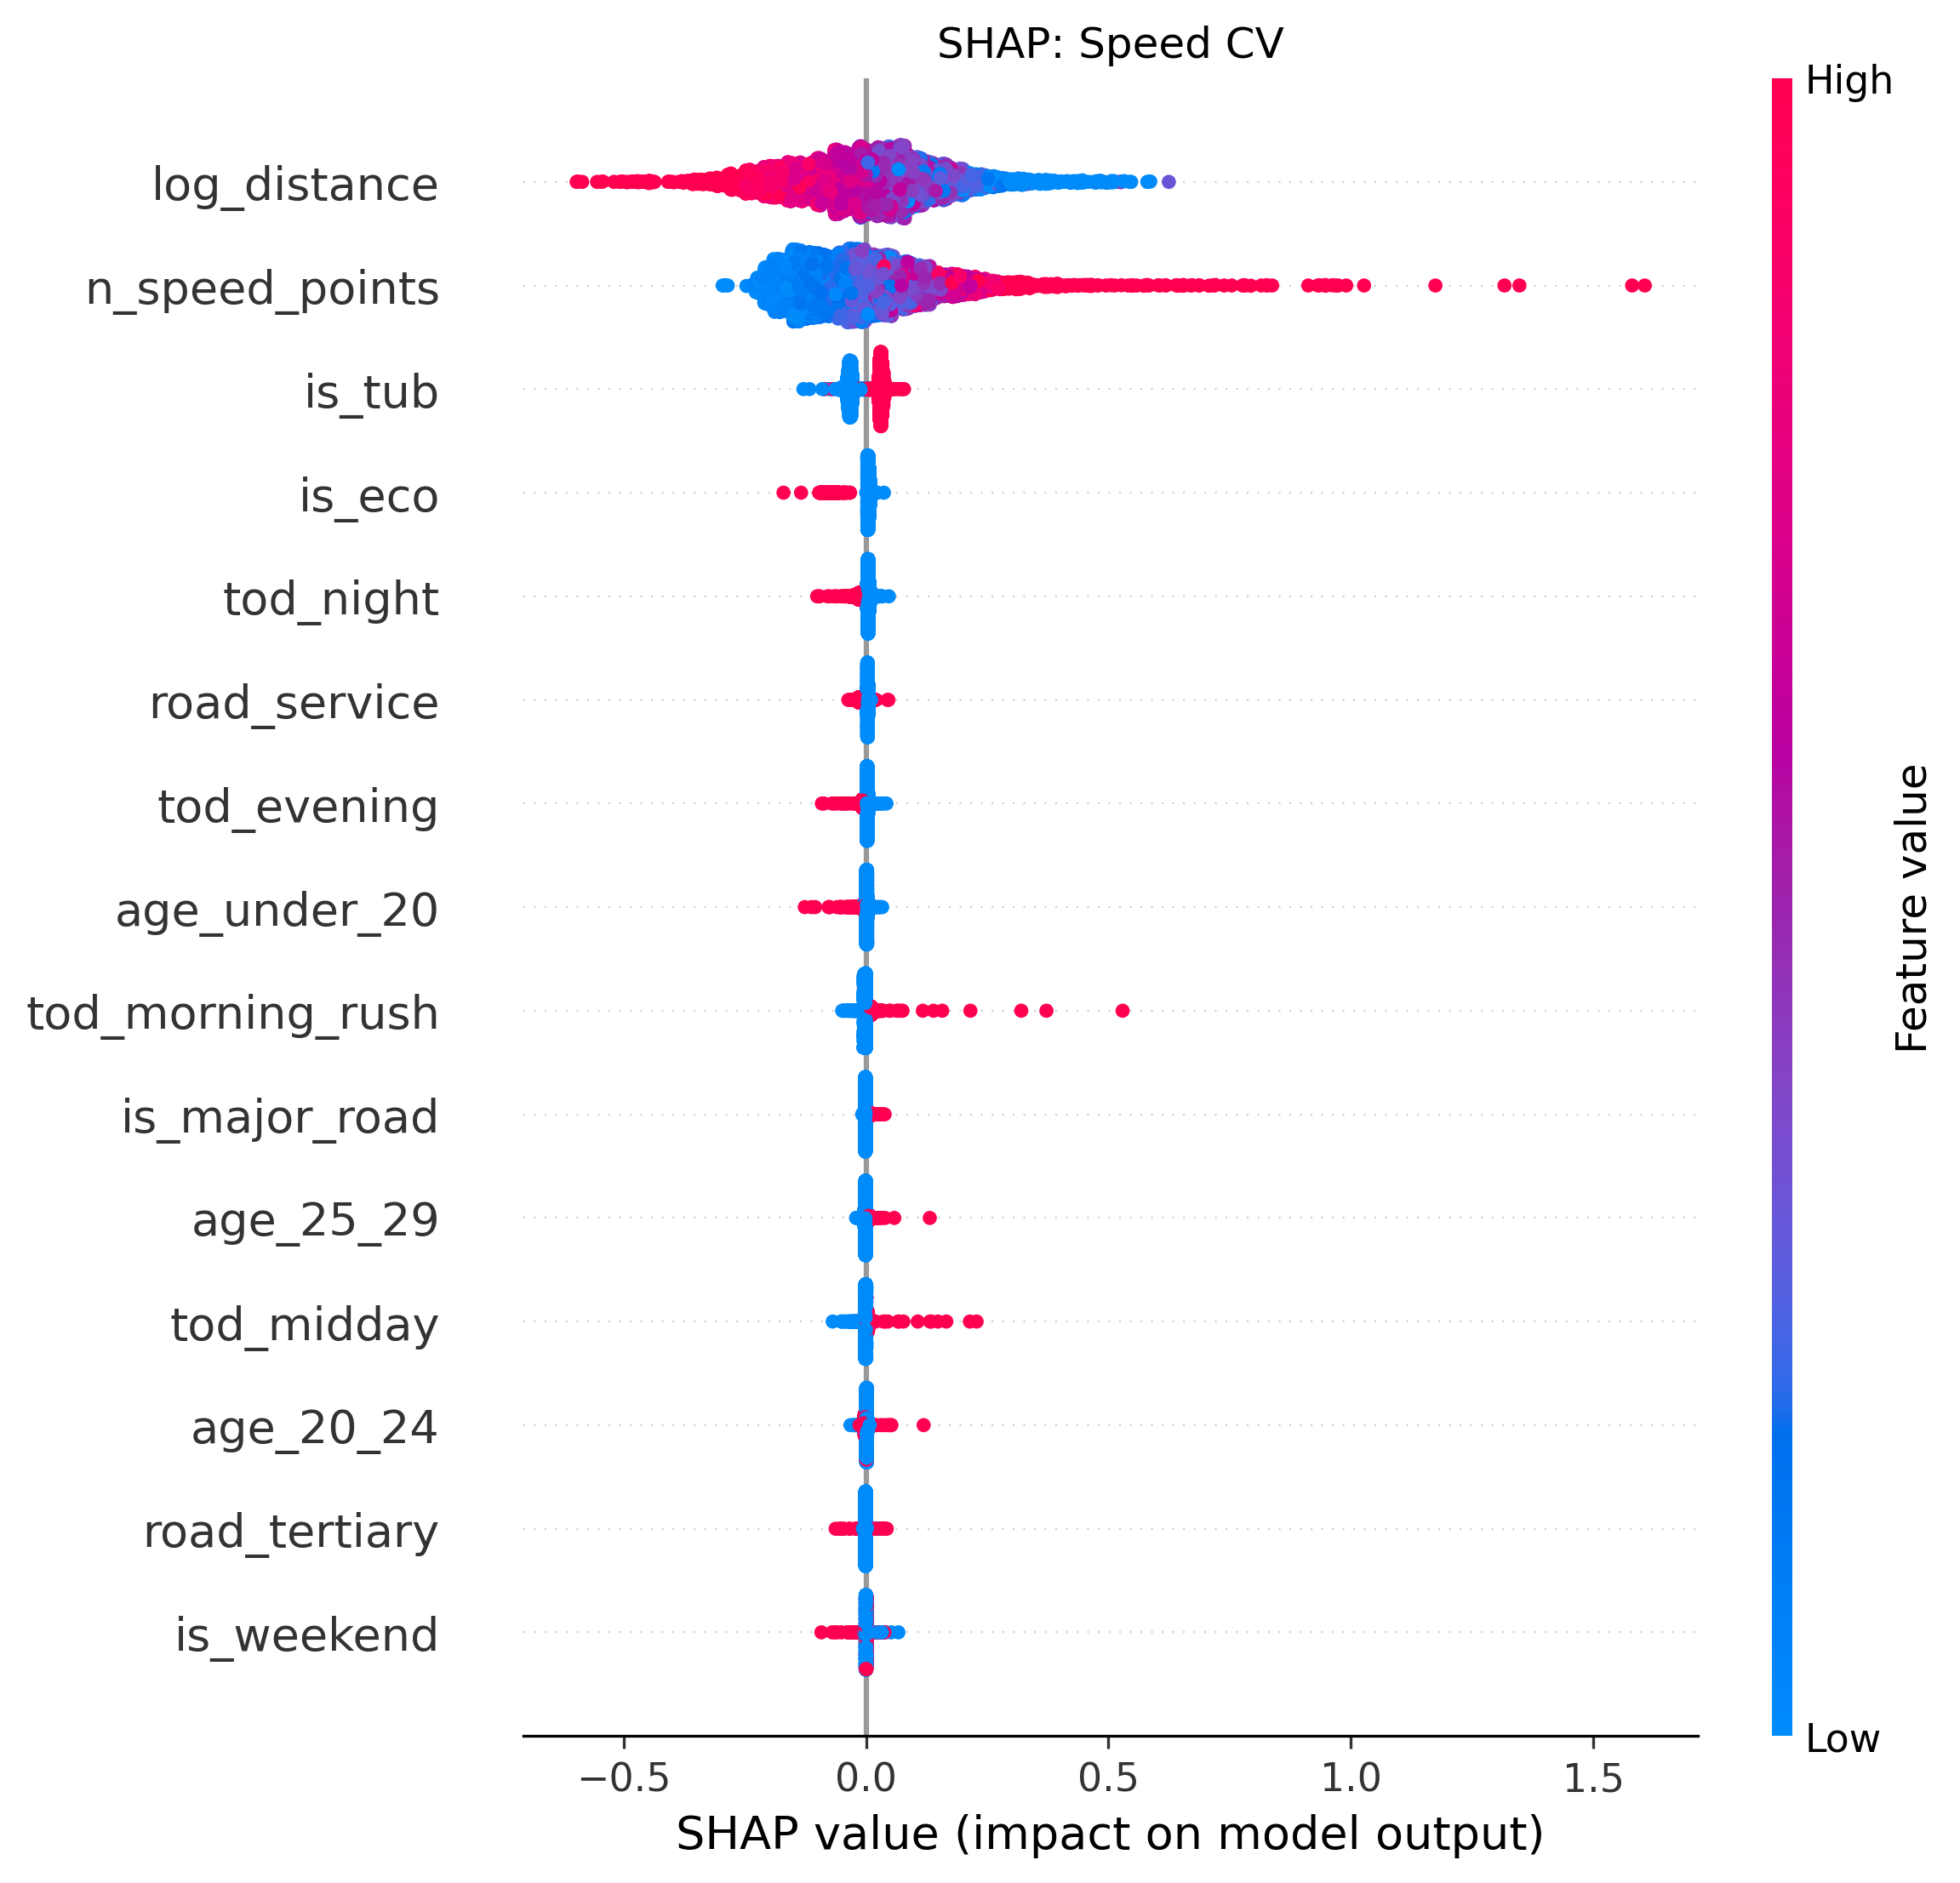 SHAP: Speed CV
High
log_distance
n_speed_points
is_tub
is_eco
tod_night
road_service
tod_evening
age_under_20
tod_morning_rush
is_major_road
age_25_29
tod_midday
age_20_24
road_tertiary
is_weekend
Feature value
Low
−0.5 0.0 0.5 1.0 1.5
SHAP value (impact on model output)